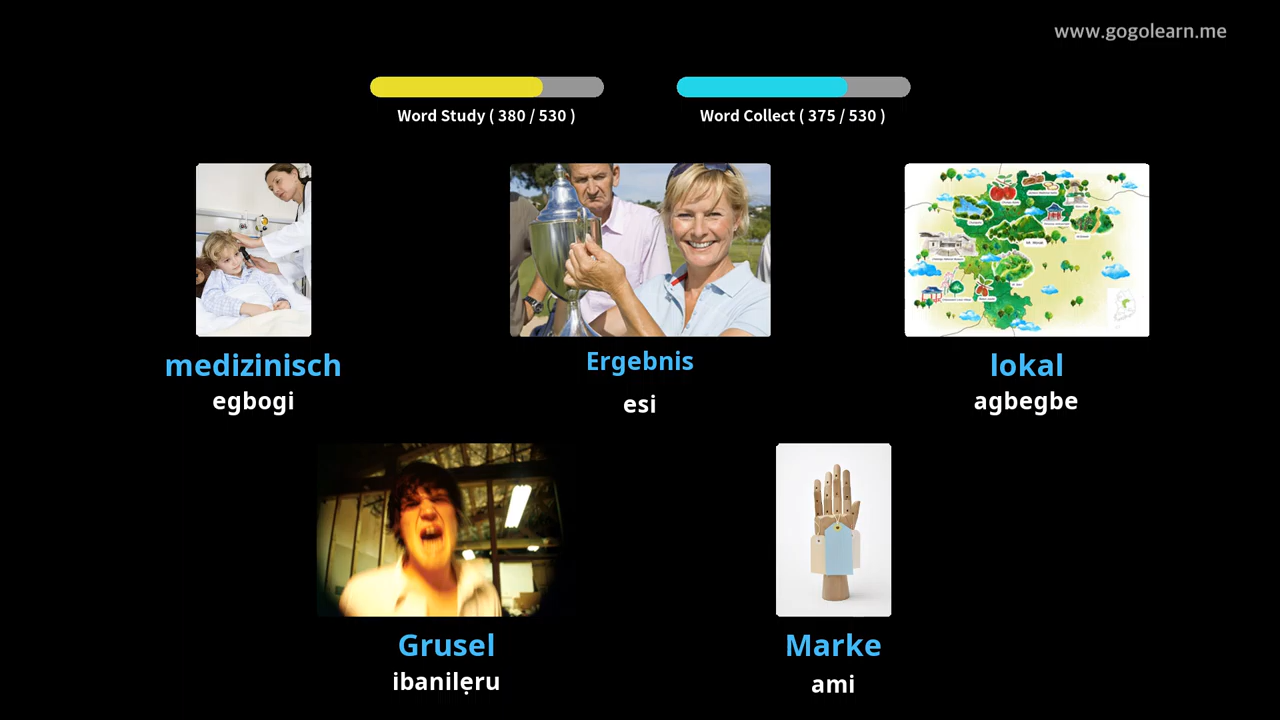 www.gogolearn.me
Word Study ( 380 / 530 )
Word Collect ( 375 / 530 )
medizinisch
egbogi
Ergebnis
esi
lokal
agbegbe
Grusel
ibanilẹru
Marke
ami